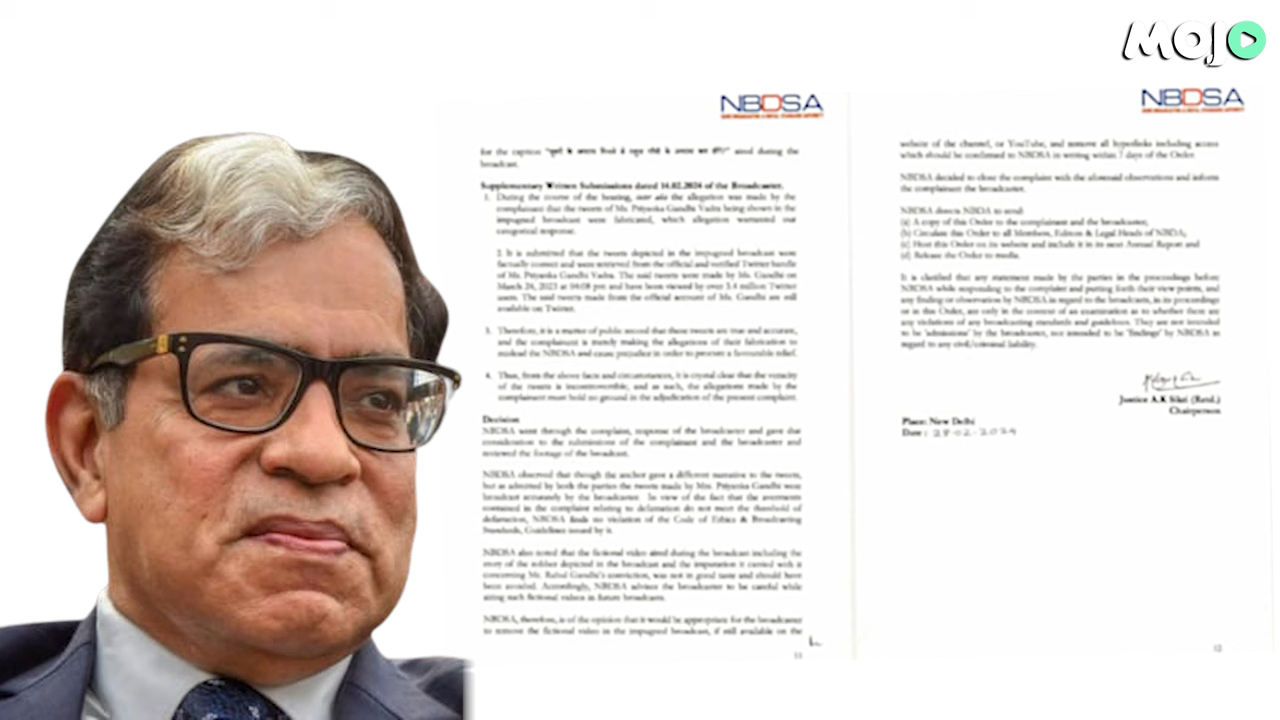 MOJO
NBDSA
for the caption aired during the
broadcast.
Supplementary Written Submissions dated 14.02.2024 of the Broadcaster.
1. During the course of the hearing, inter alia the allegation was made by the
complainant that the tweets of Ms. Priyanka Gandhi Vadra being shown in the
impugned broadcast were fabricated, which allegation warranted our
categorical response.
2. It is submitted that the tweets depicted in the impugned broadcast were
factually correct and were retrieved from the official and verified Twitter handle
of Ms. Priyanka Gandhi Vadra. The said tweets were made by Ms. Gandhi on
March 24, 2023 at 04:08 pm and have been viewed by over 3.4 million Twitter
users. The said tweets made from the official account of Ms. Gandhi are still
available on Twitter.
3. Therefore, it is a matter of public record that those tweets are true and accurate,
and the complainant is merely making the allegations of their fabrication to
mislead the NBDSA and cause prejudice in order to procure a favourable relief.
4. Thus, from the above facts and circumstances, it is crystal clear that the veracity
of the tweets is incontrovertible, and as such, the allegations made by the
complainant must hold no ground in the adjudication of the present complaint.
Decision
NBDSA went through the complaint, response of the broadcaster and gave due
consideration to the submissions of the complainant and the broadcaster and
reviewed the footage of the broadcast.
NBDSA observed that though the anchor gave a different narrative to the tweets,
but as admitted by both the parties the tweets made by Mrs. Priyanka Gandhi were
broadcast accurately by the broadcaster. In view of the fact that the averments
contained in the complaint relating to defamation do not meet the threshold of
defamation, NBDSA finds no violation of the Code of Ethics & Broadcasting
Standards, Guidelines issued by it.
NBDSA also noted that the fictional video aired during the broadcast including the
story of the soldier depicted in the broadcast and the imputation it carried with it
concerning Mr. Rahul Gandhi's conviction, was not in good taste and should have
been avoided. Accordingly, NBDSA advises the broadcaster to be careful while
airing such fictional videos in future broadcasts.
NBDSA, therefore, is of the opinion that it would be appropriate for the broadcaster
to remove the fictional video in the impugned broadcast, if still available on the
11
NBDSA
website of the channel, or YouTube, and remove all hyperlinks including access
which should be confirmed to NBDSA in writing within 7 days of the Order.
NBDSA decided to close the complaint with the aforesaid observations and inform
the complainant the broadcaster.
NBDSA directs NBDA to send:
(a) A copy of this Order to the complainant and the broadcaster;
(b) Circulate this Order to all Members, Editors & Legal Heads of NBDA;
(c) Host this Order on its website and include it in its next Annual Report and
(d) Release the Order to media.
It is clarified that any statement made by the parties in the proceedings before
NBDSA while responding to the complaint and putting forth their view points, and
any finding or observation by NBDSA in regard to the broadcasts, in its proceedings
or in this Order, are only in the context of an examination as to whether there are
any violations of any broadcasting standards and guidelines. They are not intended
to be 'admissions' by the broadcaster, nor intended to be 'findings' by NBDSA in
regard to any civil/criminal liability.
Justice A.K Sikri (Retd.)
Chairperson
Place: New Delhi
Date : 28-02-2024
12